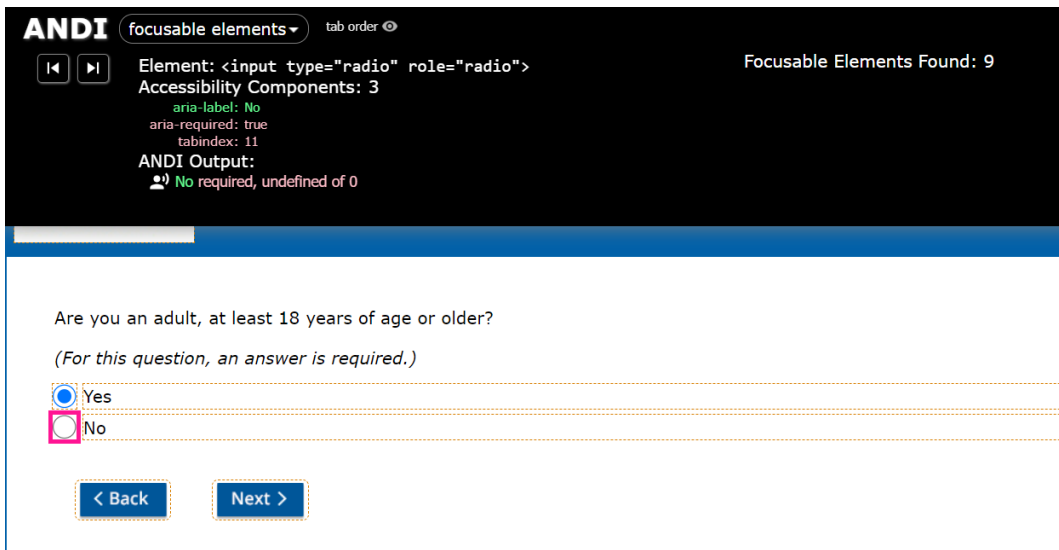 ANDI focusable elements tab order
Element: <input type="radio" role="radio">
Focusable Elements Found: 9
Accessibility Components: 3
aria-label: No
aria-required: true
tabindex: 11
ANDI Output:
No required, undefined of 0
Are you an adult, at least 18 years of age or older?
(For this question, an answer is required.)
Yes
No
< Back
Next >